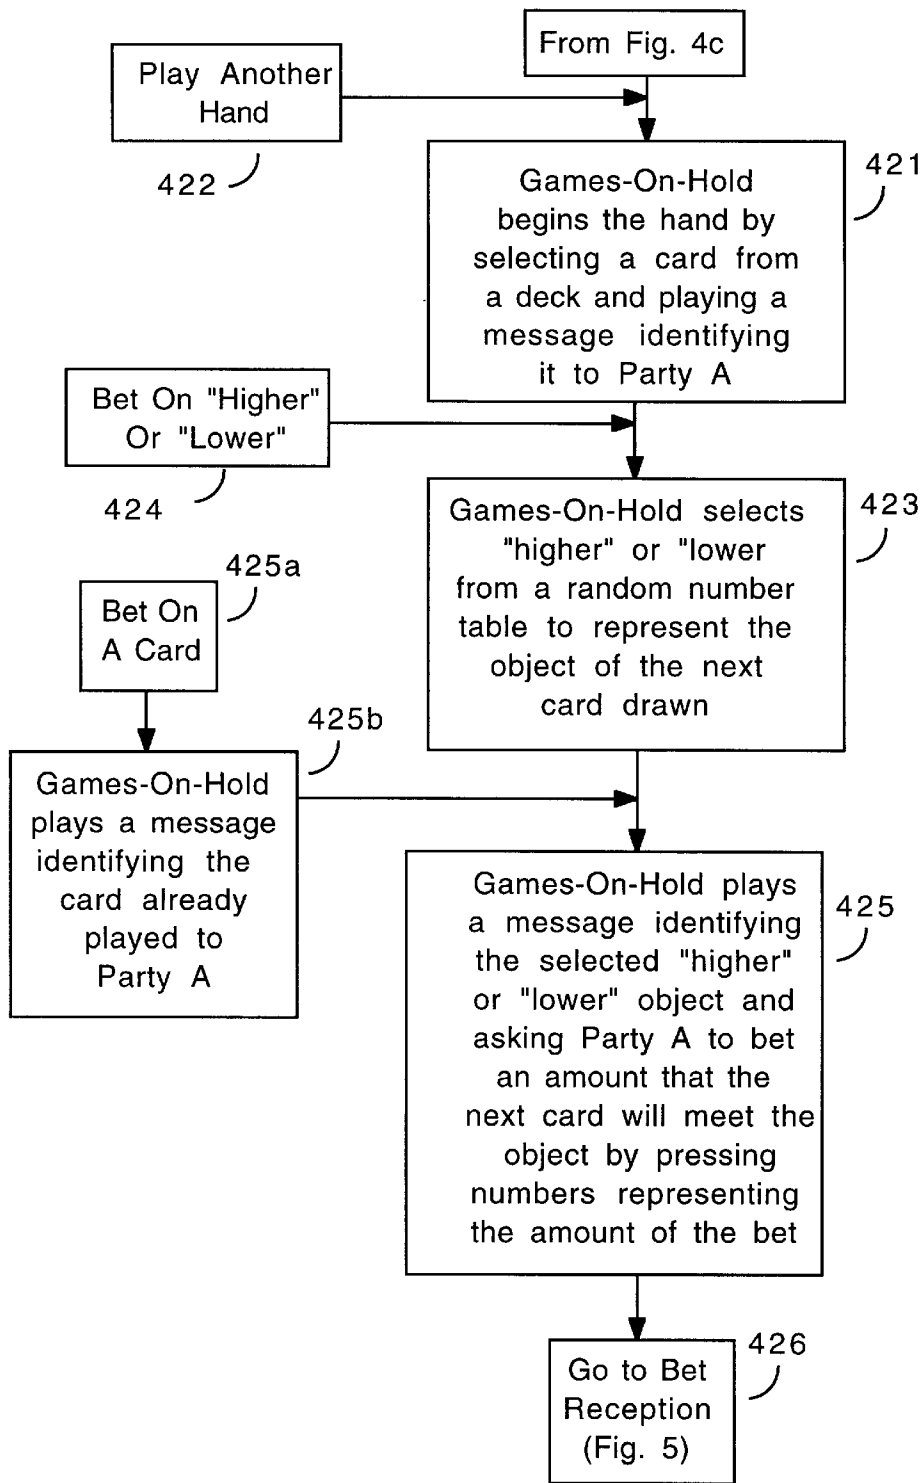 From Fig. 4c
Play Another
Hand
422
421
Games-On-Hold
begins the hand by
selecting a card from
a deck and playing a
message identifying
it to Party A
Bet On "Higher"
Or "Lower"
424
423
Games-On-Hold selects
"higher" or "lower
from a random number
table to represent the
object of the next
card drawn
425a
Bet On
A Card
425b
Games-On-Hold
plays a message
identifying the
card already
played to
Party A
425
Games-On-Hold plays
a message identifying
the selected "higher"
or "lower" object and
asking Party A to bet
an amount that the
next card will meet the
object by pressing
numbers representing
the amount of the bet
426
Go to Bet
Reception
(Fig. 5)